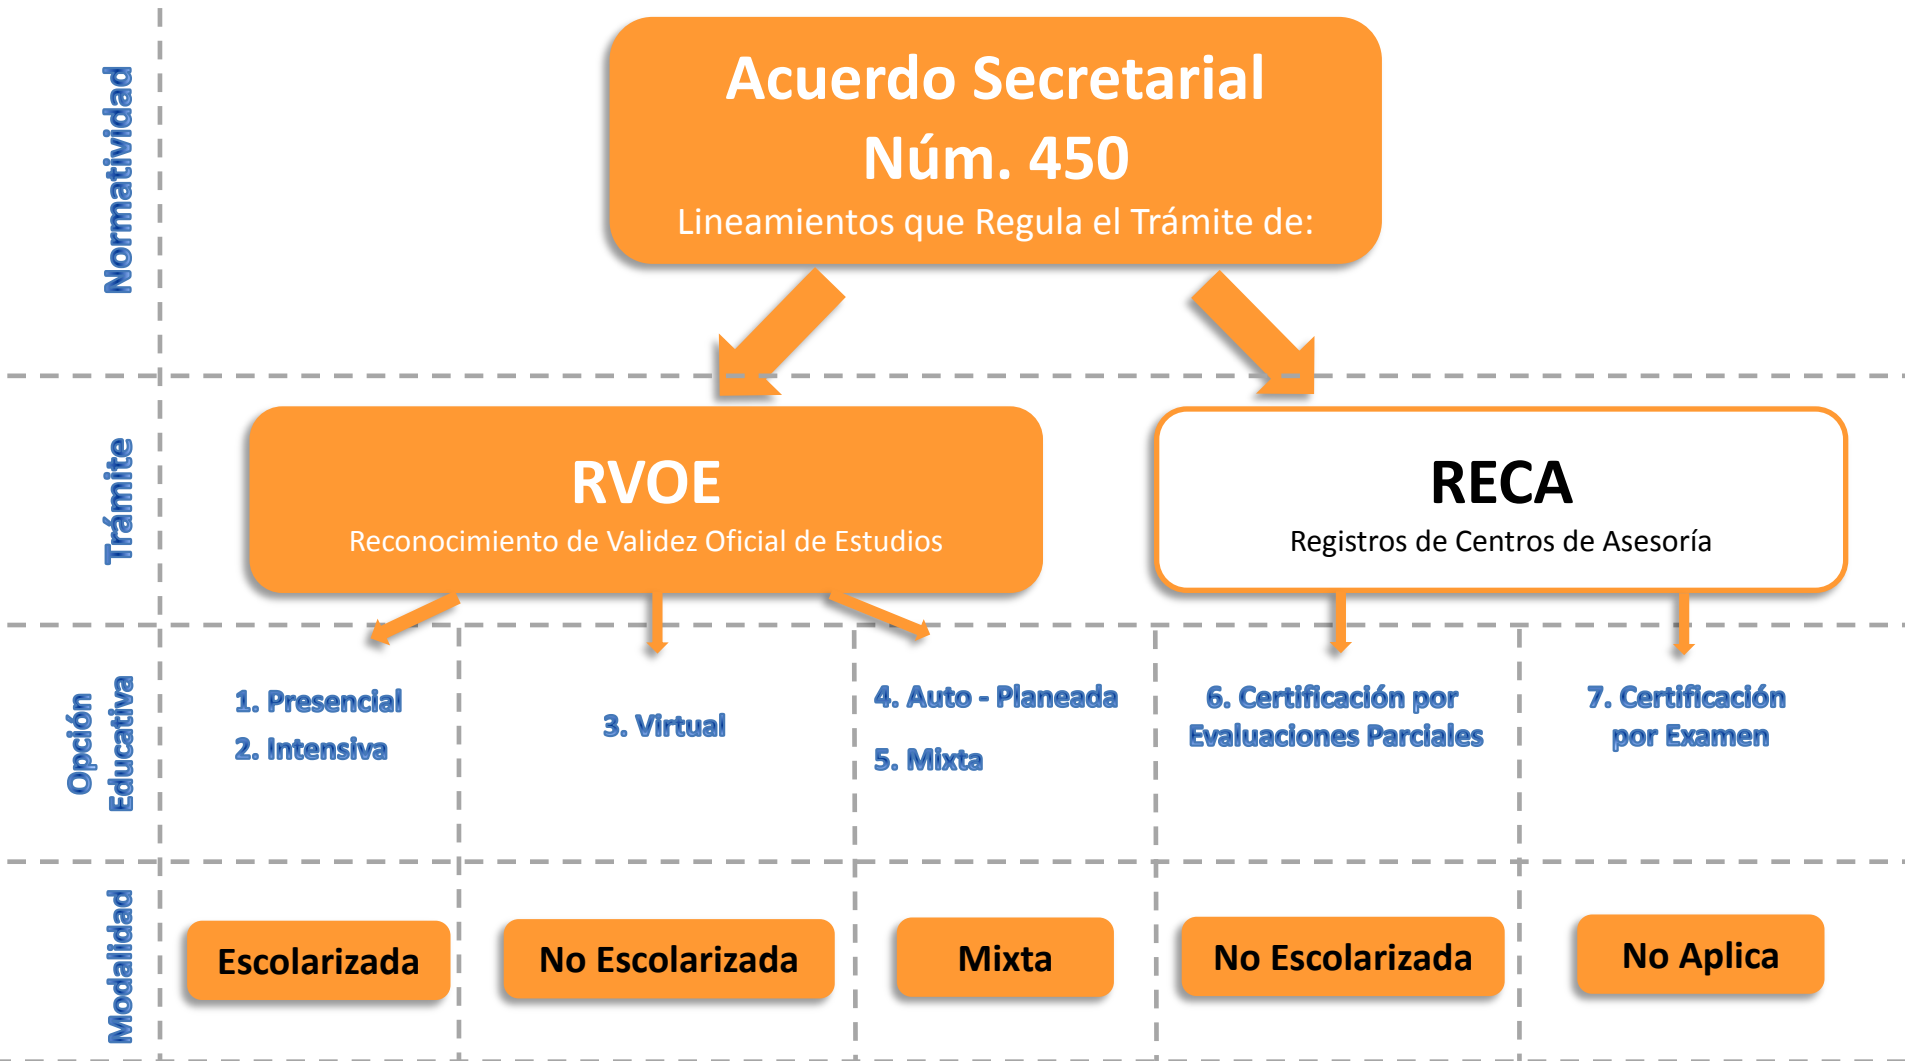 Normatividad
Acuerdo Secretarial
Núm. 450
Lineamientos que Regula el Trámite de:
Trámite
RVOE
Reconocimiento de Validez Oficial de Estudios
RECA
Registros de Centros de Asesoría
Opción
Educativa
1. Presencial
2. Intensiva
3. Virtual
4. Auto - Planeada
5. Mixta
6. Certificación por
Evaluaciones Parciales
7. Certificación
por Examen
Modalidad
Escolarizada
No Escolarizada
Mixta
No Escolarizada
No Aplica